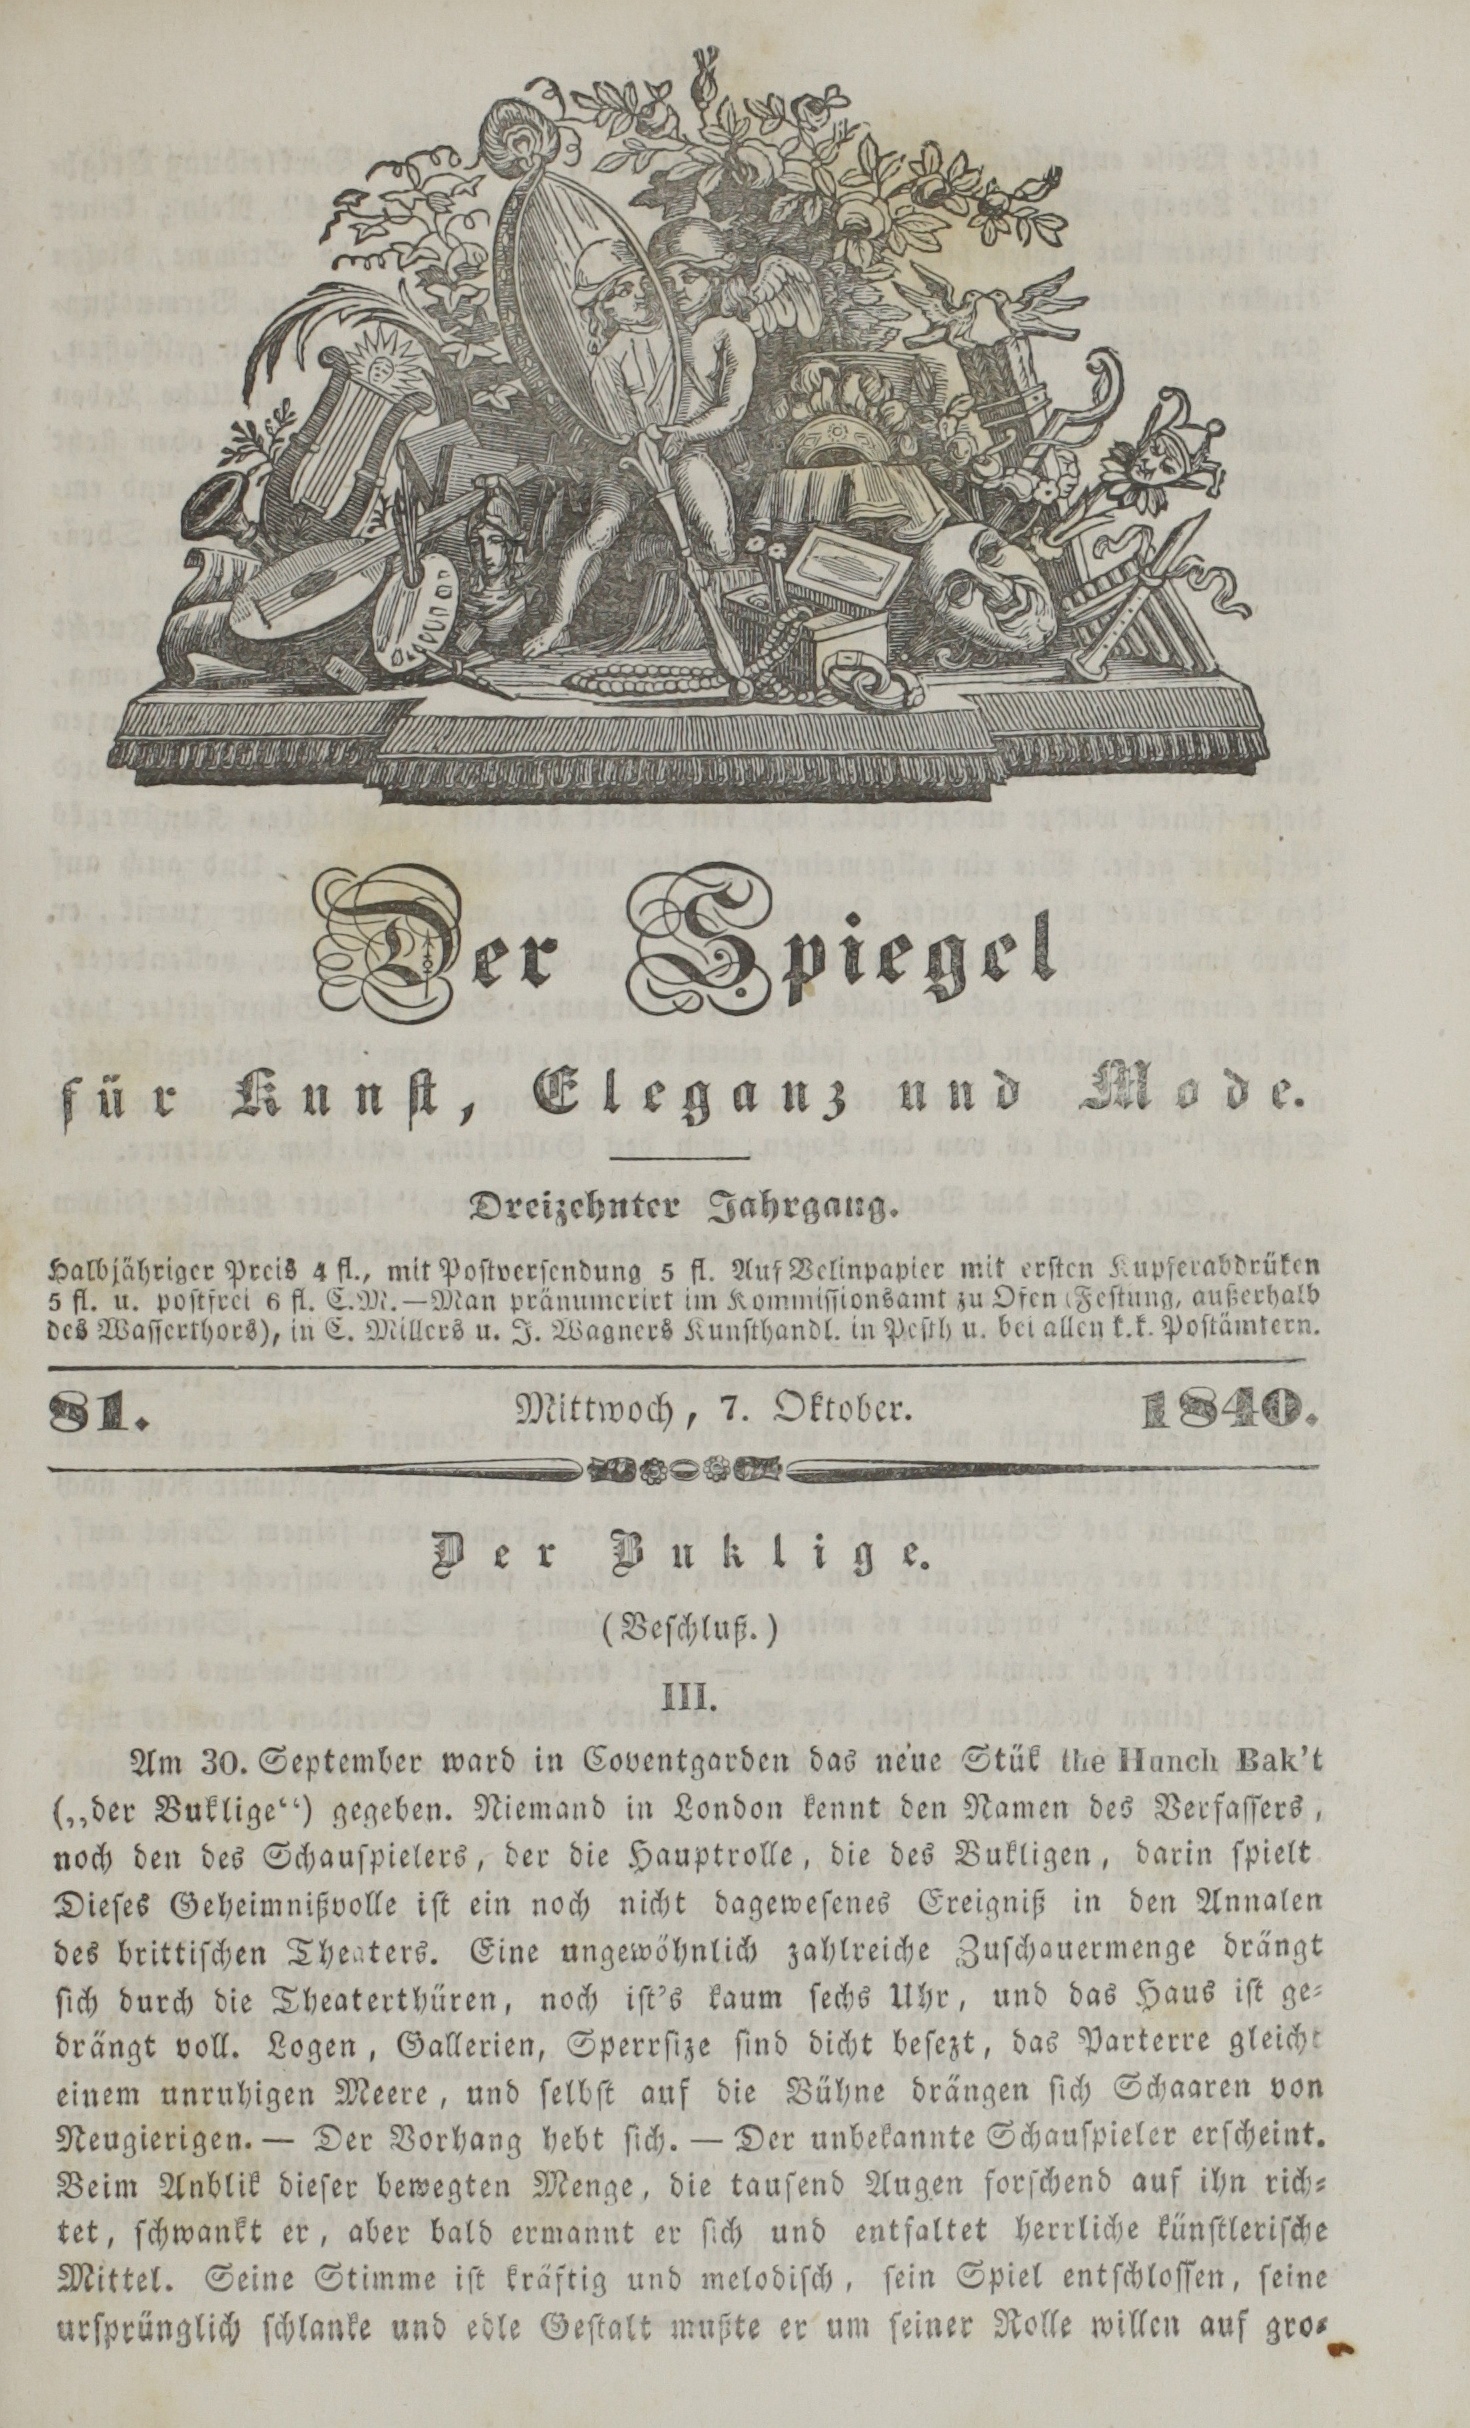 Der Spiegel
für Kunst, Eleganz und Mode.
Dreizehnter Jahrgang.
Halbjähriger Preis 4 fl., mit Postversendung 5 fl. Auf Velinpapier mit ersten Kupferabdrüken
5 fl. u. postfrei 6 fl. C.M.—Man pränumerirt im Kommissionsamt zu Ofen (Festung, außerhalb
des Wasserthors), in C. Millers u. J. Wagners Kunsthandl. in Pesth u. bei allen k.k. Postämtern.
81. Mittwoch, 7. Oktober. 1840.
Der Buklige.
(Beschluß.)
III.
Am 30. September ward in Coventgarden das neue Stük the Hunch Bak't
(„der Buklige“) gegeben. Niemand in London kennt den Namen des Verfassers,
noch den des Schauspielers, der die Hauptrolle, die des Bukligen, darin spielt
Dieses Geheimnißvolle ist ein noch nicht dagewesenes Ereigniß in den Annalen
des brittischen Theaters. Eine ungewöhnlich zahlreiche Zuschauermenge drängt
sich durch die Theaterthüren, noch ist's kaum sechs Uhr, und das Haus ist ge-
drängt voll. Logen, Gallerien, Sperrsize sind dicht besezt, das Parterre gleicht
einem unruhigen Meere, und selbst auf die Bühne drängen sich Schaaren von
Neugierigen. — Der Vorhang hebt sich. — Der unbekannte Schauspieler erscheint.
Beim Anblik dieser bewegten Menge, die tausend Augen forschend auf ihn rich-
tet, schwankt er, aber bald ermannt er sich und entfaltet herrliche künstlerische
Mittel. Seine Stimme ist kräftig und melodisch, sein Spiel entschlossen, seine
ursprünglich schlanke und edle Gestalt mußte er um seiner Rolle willen auf gro-